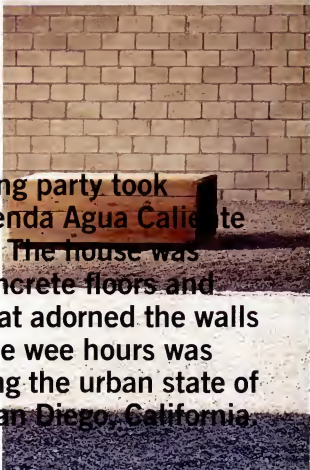 ng party took
enda Agua Caliente
The house was
ncrete floors and
at adorned the walls
e wee hours was
ng the urban state of
an Diego, California.